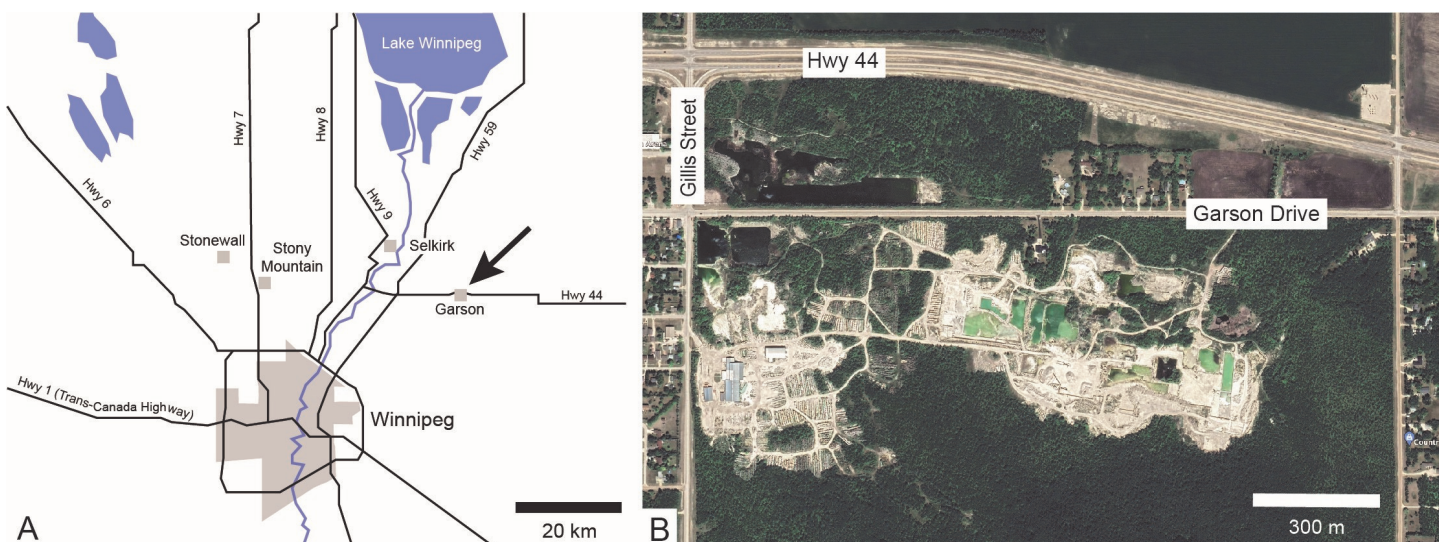 Lake Winnipeg
Hwy 7
Hwy 8
Hwy 59
Hwy 6
Hwy 9
Stonewall
Stony
Mountain
Selkirk
Garson
Hwy 44
Hwy 1 (Trans-Canada Highway)
Winnipeg
A
20 km
Hwy 44
Gillis Street
Garson Drive
B
300 m
Countr